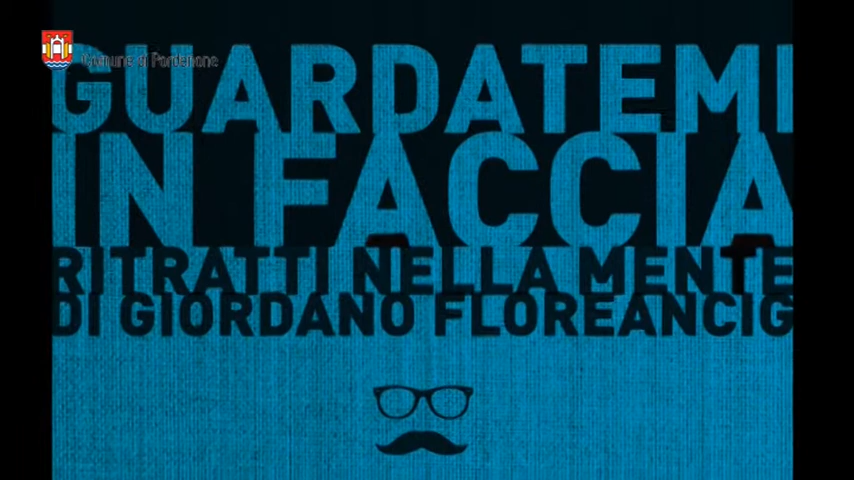 Comune di Pordenone
GUARDATEMI
IN FACCIA
RITRATTI NELLA MENTE
DI GIORDANO FLOREANCIG